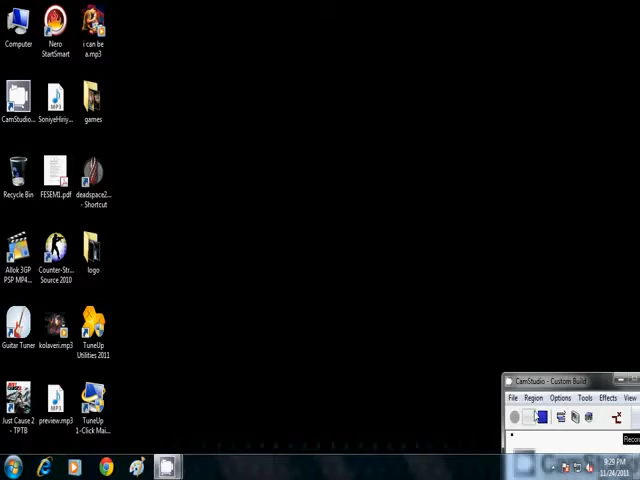 Computer
Nero
StartSmart
i can be
a.mp3
CamStudio...
SoniyeHiriy...
games
Recycle Bin
FESEM1.pdf
deadspace2...
- Shortcut
Allok 3GP
PSP MP4...
Counter-Str...
Source 2010
logo
Guitar Tuner
kolaveri.mp3
TuneUp
Utilities 2011
Just Cause 2
- TPTB
preview.mp3
TuneUp
1-Click Mai...
CamStudio - Custom Build
File Region Options Tools Effects View
Recor
9:29 PM
11/24/2011